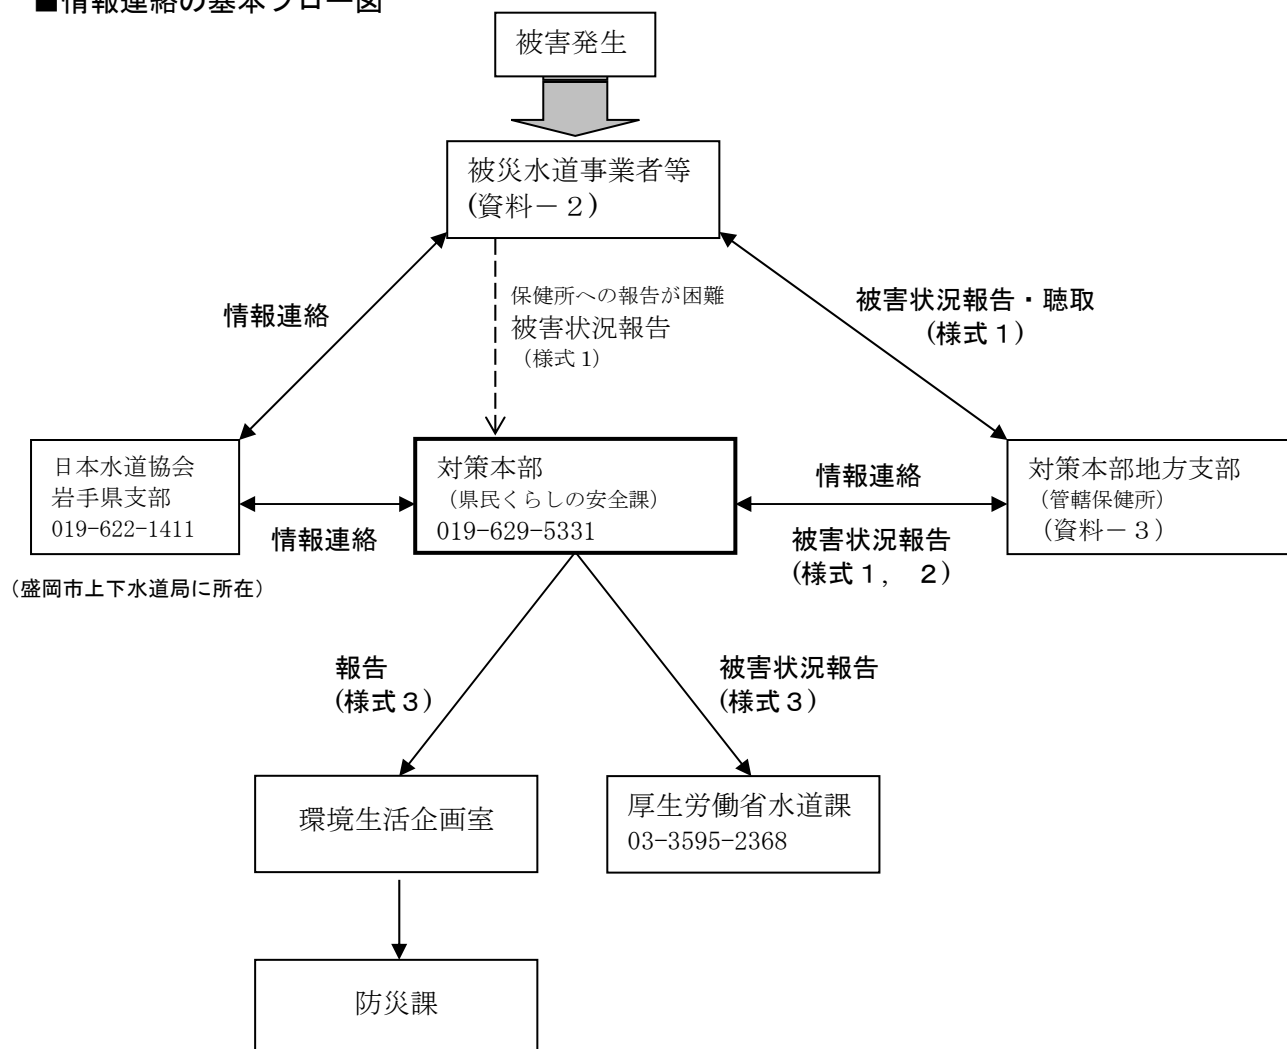 ■情報連絡の基本フロー図
被害発生
被災水道事業者等
(資料－２)
情報連絡
保健所への報告が困難
被害状況報告
（様式 1）
被害状況報告・聴取
(様式１)
日本水道協会
岩手県支部
019-622-1411
（盛岡市上下水道局に所在）
情報連絡
対策本部
（県民くらしの安全課）
019-629-5331
情報連絡
被害状況報告
(様式１，　２)
対策本部地方支部
（管轄保健所）
（資料－３）
報告
(様式３)
被害状況報告
(様式３)
環境生活企画室
厚生労働省水道課
03-3595-2368
防災課